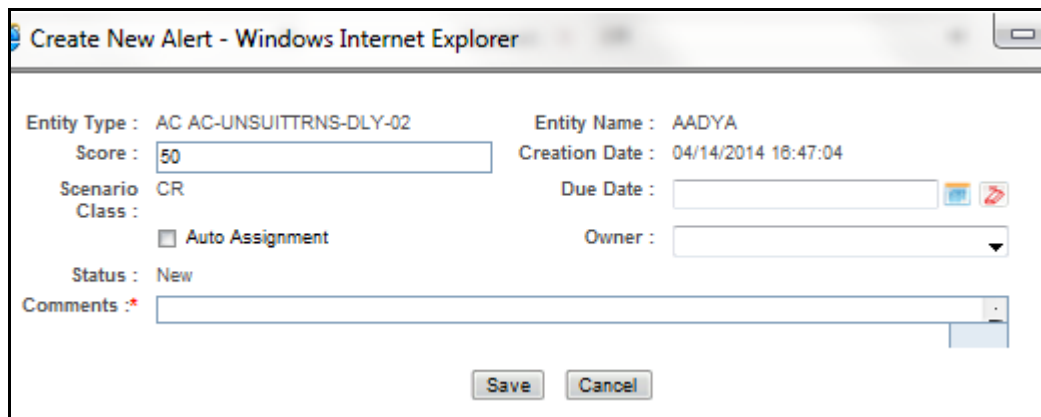 Create New Alert - Windows Internet Explorer
Entity Type : AC AC-UNSUITTRNS-DLY-02 Entity Name : AADYA
Score : 50 Creation Date : 04/14/2014 16:47:04
Scenario Class : CR Due Date :
Auto Assignment Owner :
Status : New
Comments :*
Save Cancel